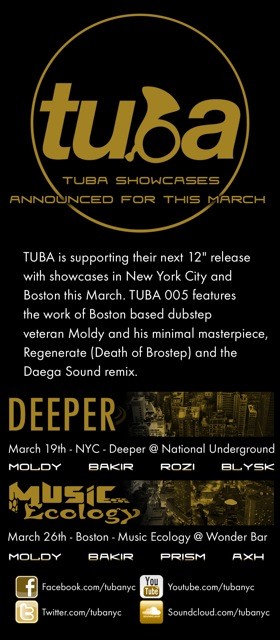 tuba
TUBA SHOWCASES
ANNOUNCED FOR THIS MARCH
TUBA is supporting their next 12" release
with showcases in New York City and
Boston this March. TUBA 005 features
the work of Boston based dubstep
veteran Moldy and his minimal masterpiece,
Regenerate (Death of Brostep) and the
Daega Sound remix.
DEEPER
March 19th - NYC - Deeper @ National Underground
MOLDY BAKIR ROZI BLYSK
Music
Ecology
March 26th - Boston - Music Ecology @ Wonder Bar
MOLDY BAKIR PRISM AXH
f Facebook.com/tubanyc You Tube Youtube.com/tubanyc
t Twitter.com/tubanyc Soundcloud.com/tubanyc